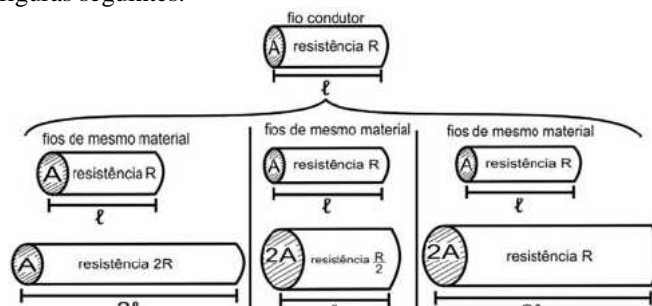 figuras seguintes.
fio condutor
A resistência R
ℓ
fios de mesmo material
A resistência R
ℓ
A resistência 2R
fios de mesmo material
A resistência R
ℓ
2A resistência R/2
fios de mesmo material
A resistência R
ℓ
2A resistência R